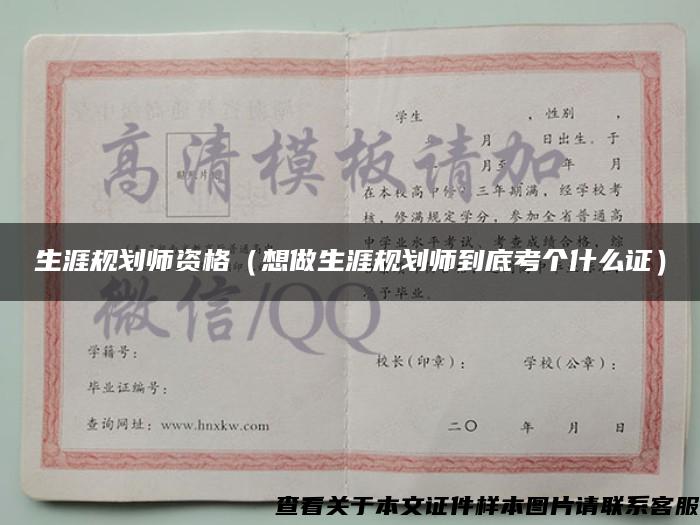 学生 ，性别 ，
月 日出生。于
高清模板请加
贴照片处
月至 年 月
在本校高中修业三年期满，经学校考
核，修满规定学分，参加全省普通高
生涯规划师资格（想做生涯规划师到底考个什么证）
予毕业。
微信/QQ
学籍号：
校长(印章)： 学校(公章)：
毕业证编号：
查询网址：www.hnxkw.com
二〇 年 月 日
查看关于本文证件样本图片请联系客服